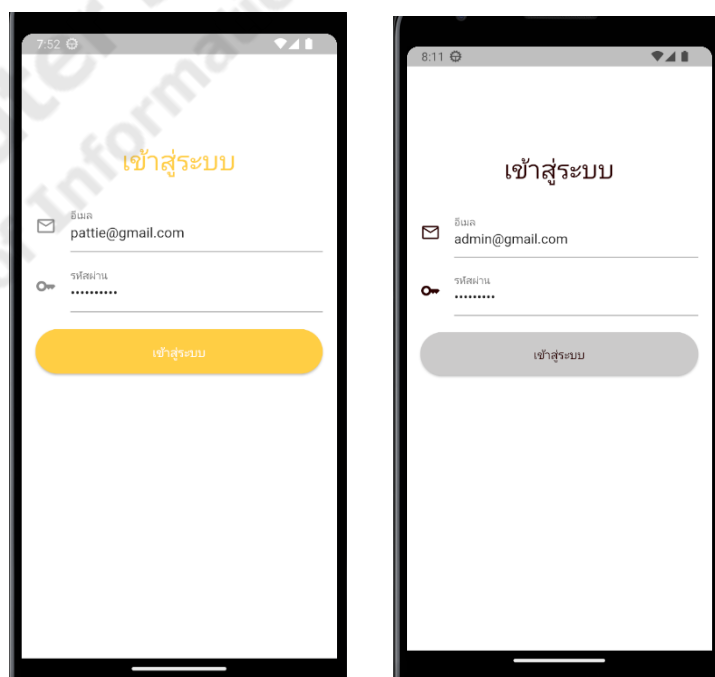 7:52
เข้าสู่ระบบ
อีเมล
pattie@gmail.com
รหัสผ่าน
••••••••••
เข้าสู่ระบบ
8:11
เข้าสู่ระบบ
อีเมล
admin@gmail.com
รหัสผ่าน
•••••••••
เข้าสู่ระบบ